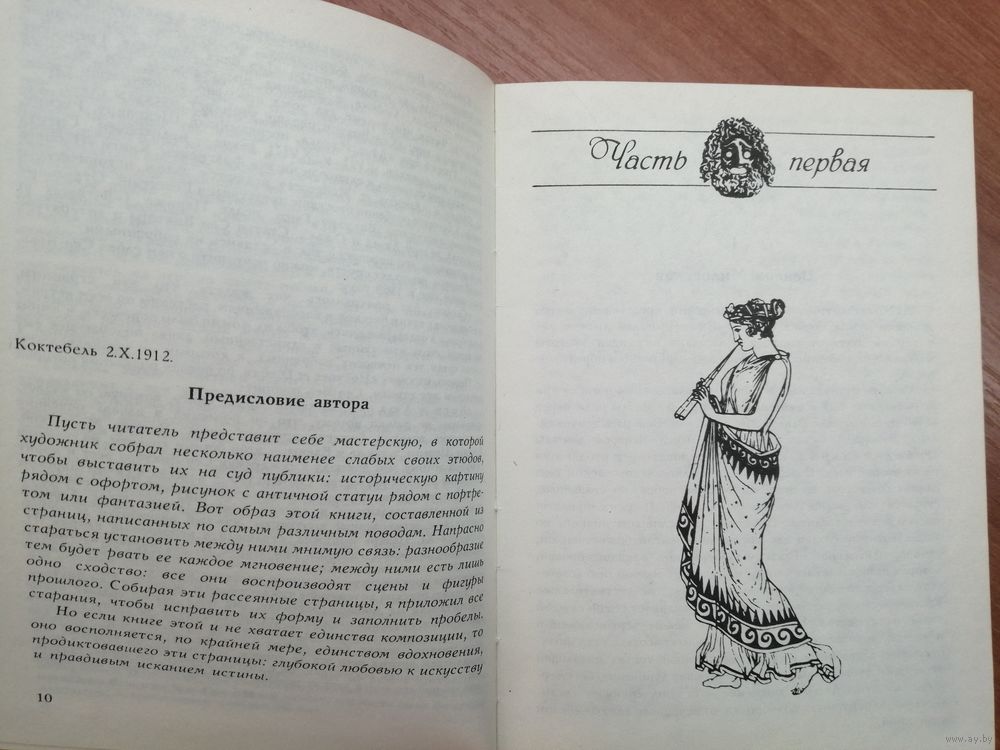 Коктебель 2.X.1912.
Предисловие автора
Пусть читатель представит себе мастерскую, в которой
художник собрал несколько наименее слабых своих этюдов,
чтобы выставить их на суд публики: историческую картину
рядом с офортом, рисунок с античной статуи рядом с портре-
том или фантазией. Вот образ этой книги, составленной из
страниц, написанных по самым различным поводам. Напрасно
стараться установить между ними мнимую связь: разнообразие
тем будет рвать ее каждое мгновение; между ними есть лишь
одно сходство: все они воспроизводят сцены и фигуры
прошлого. Собирая эти рассеянные страницы, я приложил все
старания, чтобы исправить их форму и заполнить пробелы.
Но если книге этой и не хватает единства композиции, то
оно восполняется, по крайней мере, единством вдохновения,
продиктовавшего эти страницы: глубокой любовью к искусству
и правдивым исканием истины.
10
Часть первая
www.ay.by